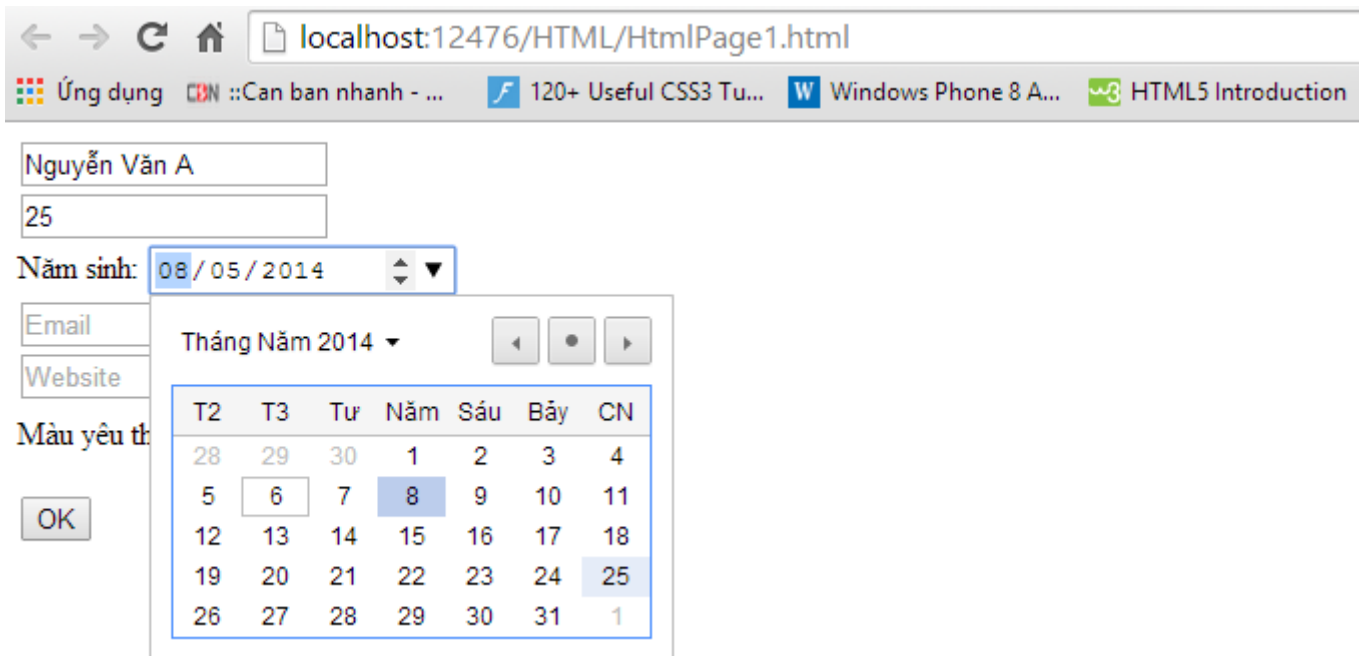 localhost:12476/HTML/HtmlPage1.html
Ứng dụng CBN ::Can ban nhanh - ... 120+ Useful CSS3 Tu... W Windows Phone 8 A... w3 HTML5 Introduction
Nguyễn Văn A
25
Năm sinh: 08/05/2014
Email
Website
Màu yêu th
OK
Tháng Năm 2014
T2 T3 Tư Năm Sáu Bảy CN
28 29 30 1 2 3 4
5 6 7 8 9 10 11
12 13 14 15 16 17 18
19 20 21 22 23 24 25
26 27 28 29 30 31 1